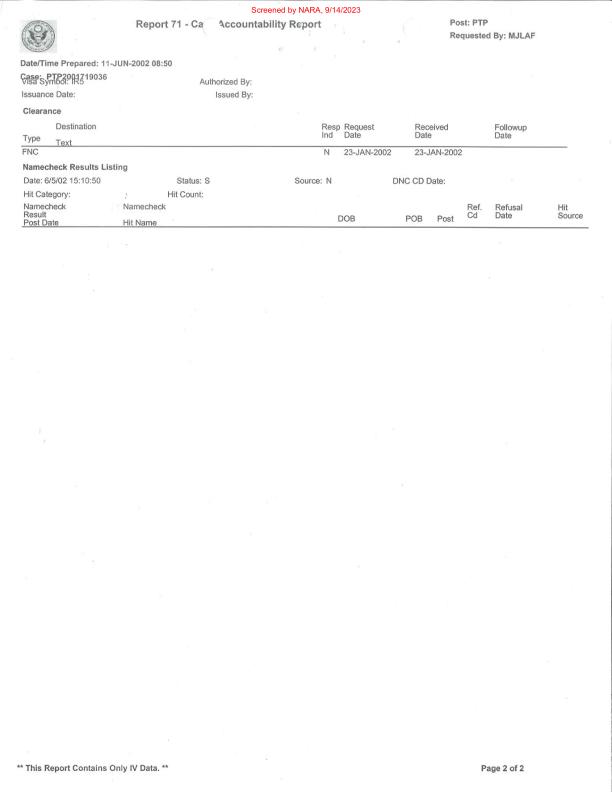 Screened by NARA, 9/14/2023
Report 71 - Ca Accountability Report
Post: PTP
Requested By: MJLAF
Date/Time Prepared: 11-JUN-2002 08:50
Case: PTP2001719036
Visa Symbol: IR5 Authorized By:
Issuance Date: Issued By:
Clearance
Destination Resp Request Received Followup
Type Text Ind Date Date Date
FNC N 23-JAN-2002 23-JAN-2002
Namecheck Results Listing
Date: 6/5/02 15:10:50 Status: S Source: N DNC CD Date:
Hit Category: Hit Count:
Namecheck Namecheck Ref. Refusal Hit
Result DOB POB Post Cd Date Source
Post Date Hit Name
** This Report Contains Only IV Data. ** Page 2 of 2